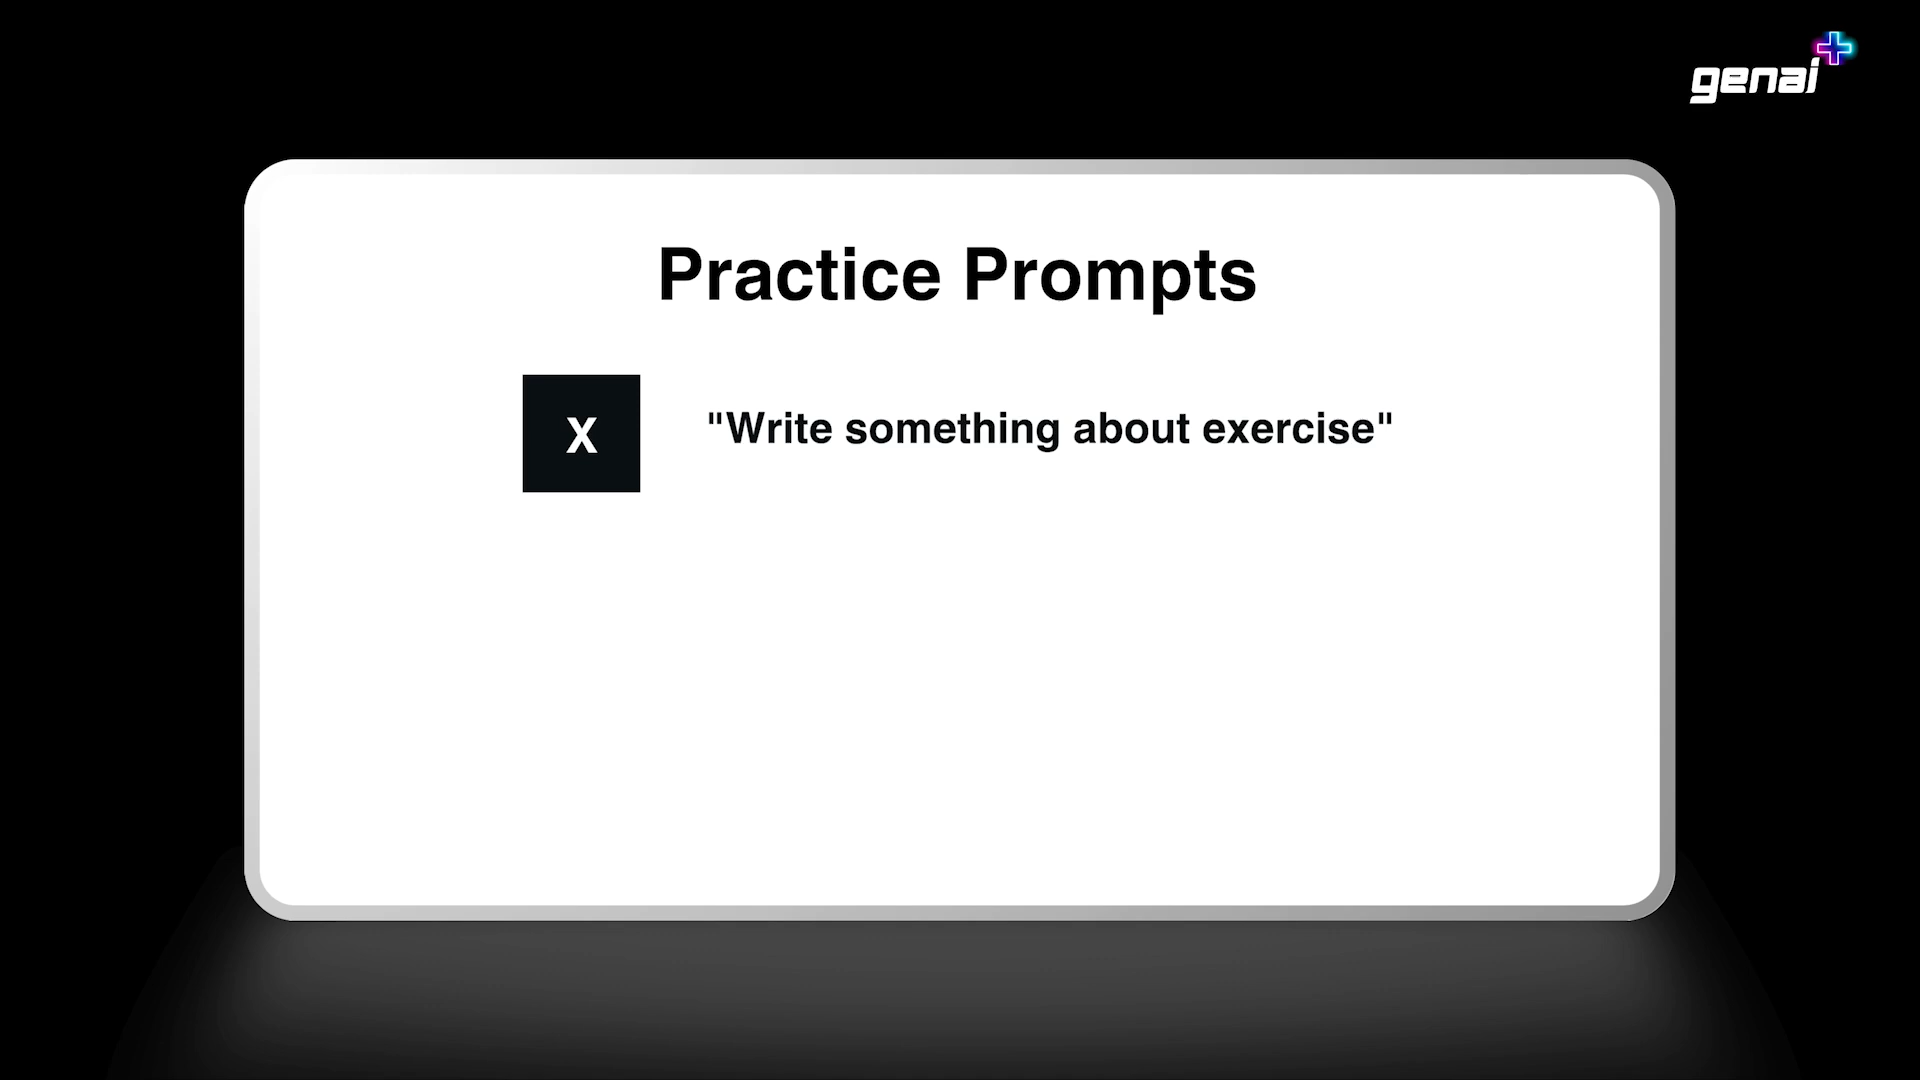 genai+
Practice Prompts
X
"Write something about exercise"